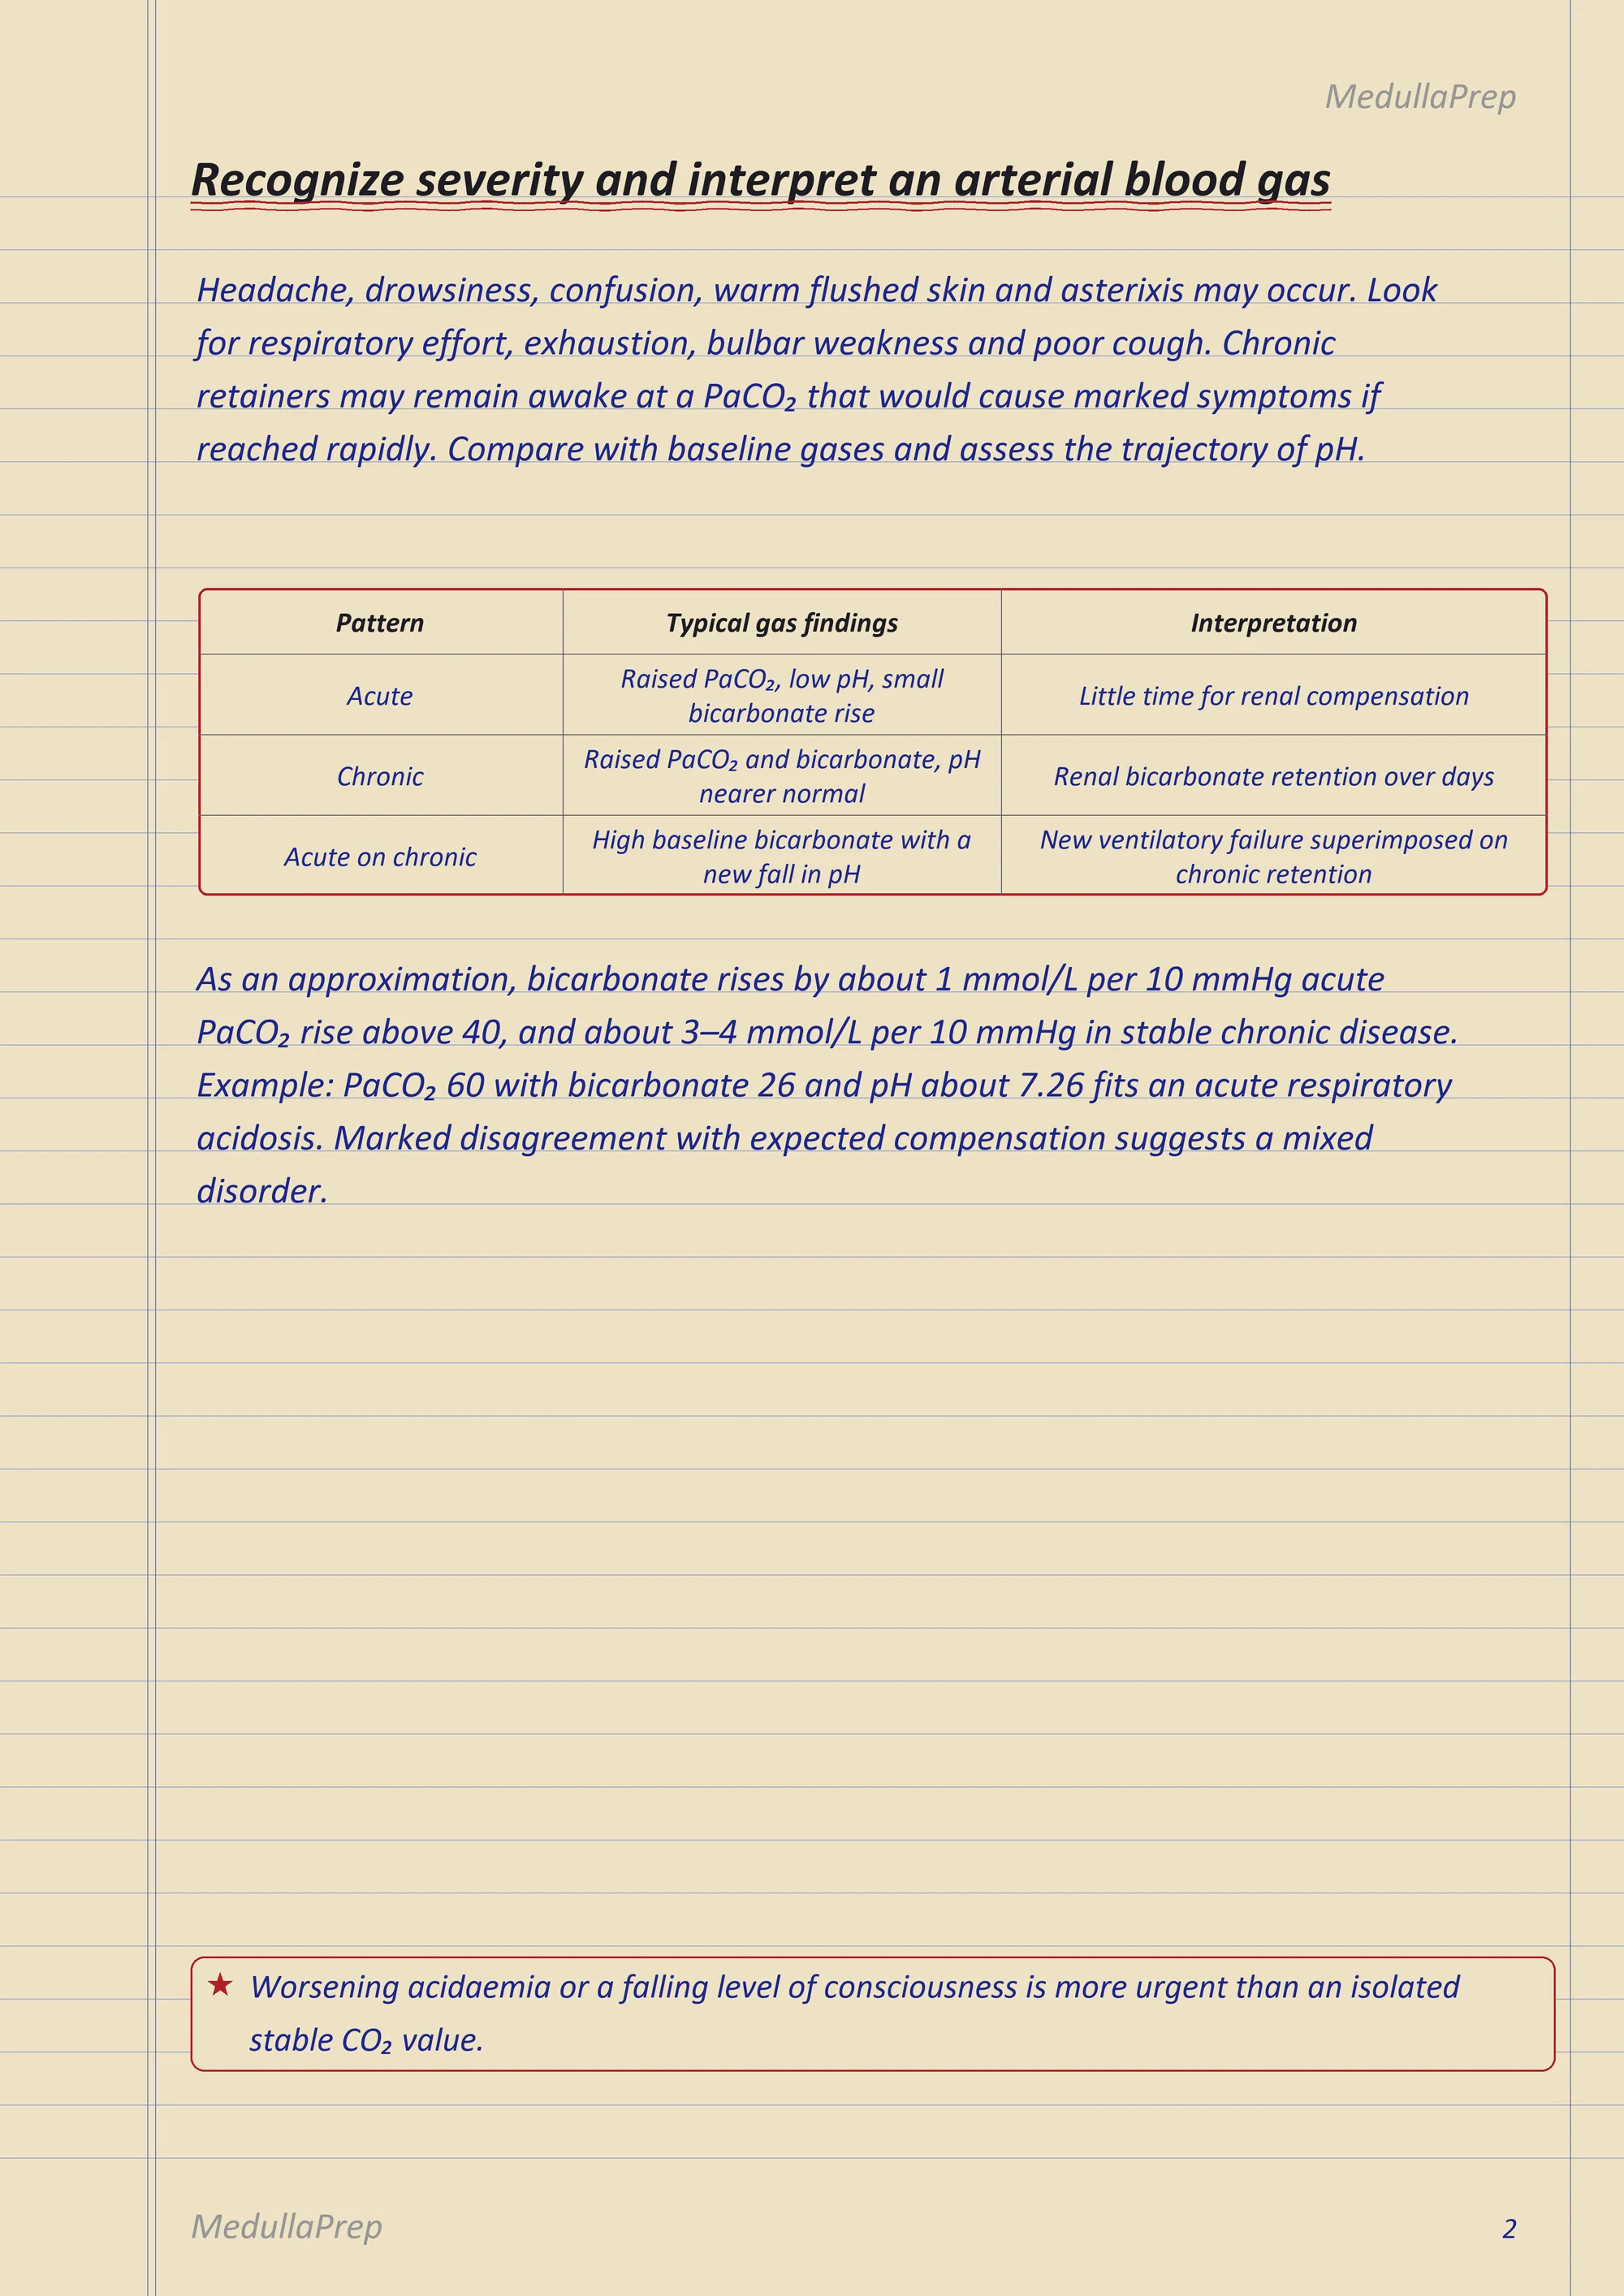 MedullaPrep
Recognize severity and interpret an arterial blood gas
Headache, drowsiness, confusion, warm flushed skin and asterixis may occur. Look
for respiratory effort, exhaustion, bulbar weakness and poor cough. Chronic
retainers may remain awake at a PaCO₂ that would cause marked symptoms if
reached rapidly. Compare with baseline gases and assess the trajectory of pH.
Pattern
Typical gas findings
Interpretation
Acute
Raised PaCO₂, low pH, small
bicarbonate rise
Little time for renal compensation
Chronic
Raised PaCO₂ and bicarbonate, pH
nearer normal
Renal bicarbonate retention over days
Acute on chronic
High baseline bicarbonate with a
new fall in pH
New ventilatory failure superimposed on
chronic retention
As an approximation, bicarbonate rises by about 1 mmol/L per 10 mmHg acute
PaCO₂ rise above 40, and about 3–4 mmol/L per 10 mmHg in stable chronic disease.
Example: PaCO₂ 60 with bicarbonate 26 and pH about 7.26 fits an acute respiratory
acidosis. Marked disagreement with expected compensation suggests a mixed
disorder.
★ Worsening acidaemia or a falling level of consciousness is more urgent than an isolated
stable CO₂ value.
MedullaPrep
2